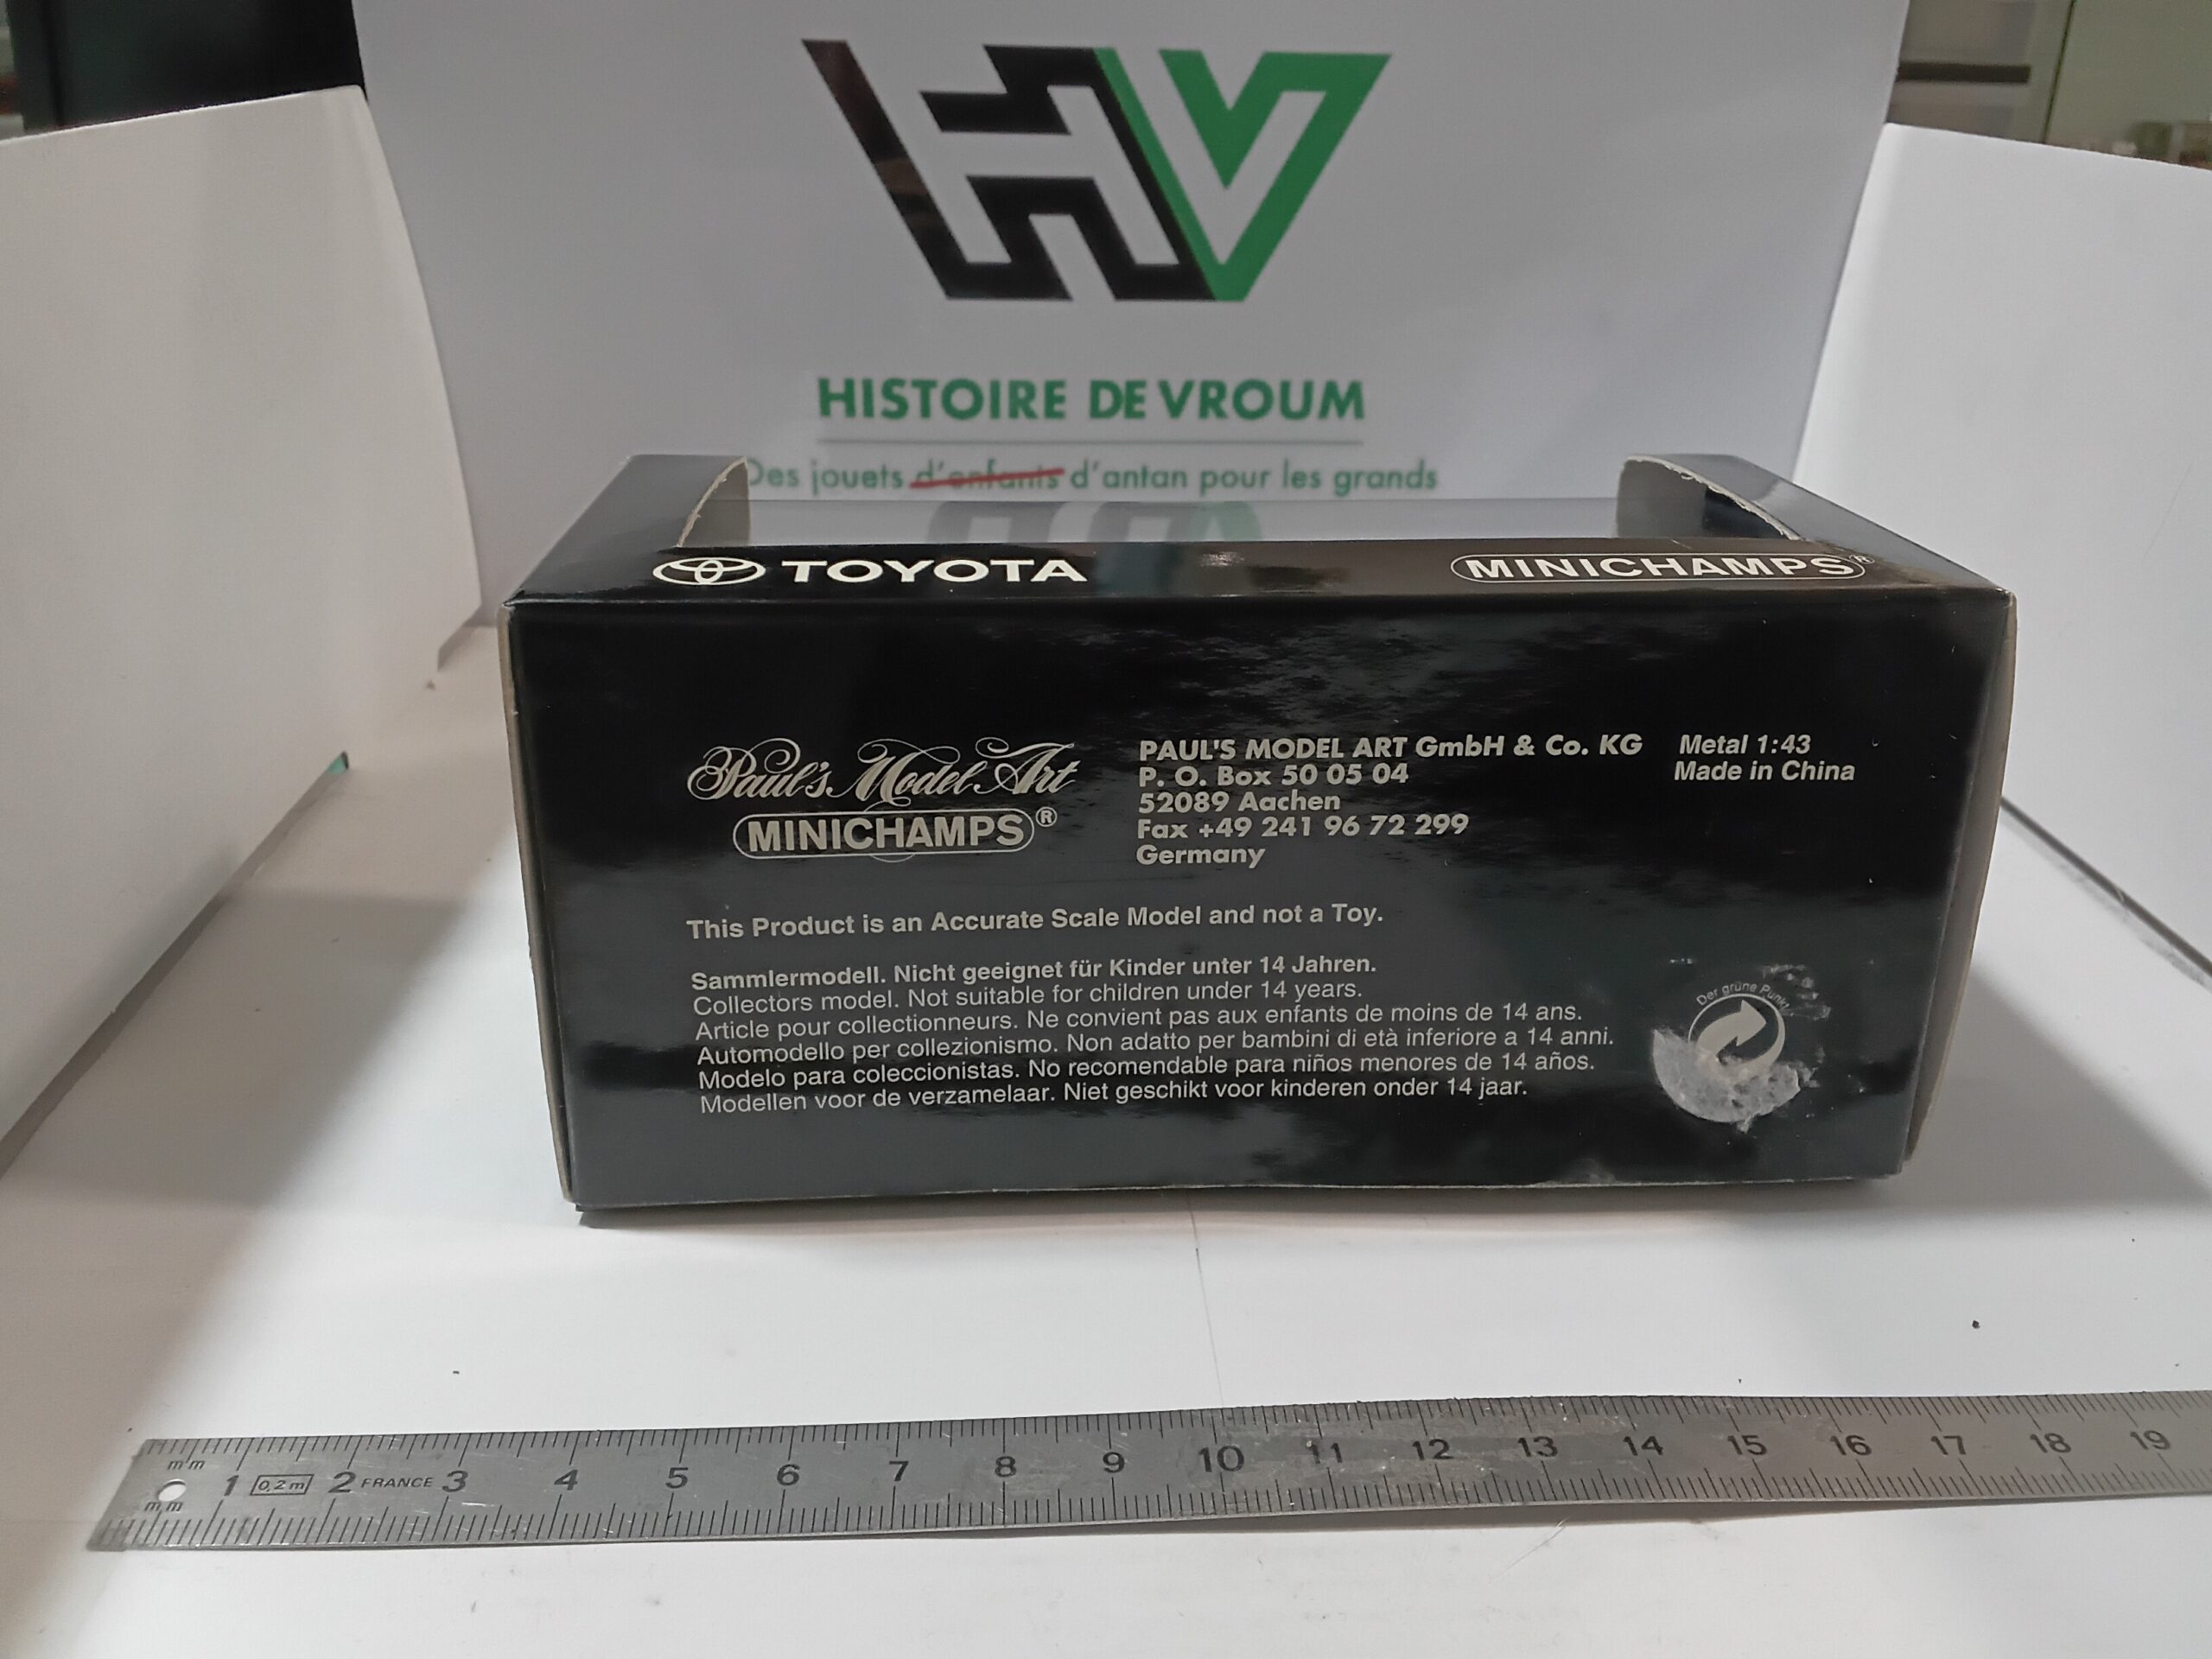 HV
HISTOIRE DE VROUM
Des jouets d'enfants d'antan pour les grands
TOYOTA
MINICHAMPS®
Paul's Model Art
MINICHAMPS®
PAUL'S MODEL ART GmbH & Co. KG
P. O. Box 50 05 04
52089 Aachen
Fax +49 241 96 72 299
Germany
Metal 1:43
Made in China
This Product is an Accurate Scale Model and not a Toy.
Sammlermodell. Nicht geeignet für Kinder unter 14 Jahren.
Collectors model. Not suitable for children under 14 years.
Article pour collectionneurs. Ne convient pas aux enfants de moins de 14 ans.
Automodello per collezionismo. Non adatto per bambini di età inferiore a 14 anni.
Modelo para coleccionistas. No recomendable para niños menores de 14 años.
Modellen voor de verzamelaar. Niet geschikt voor kinderen onder 14 jaar.
Der grüne Punkt
mm
1 0,2 m 2 FRANCE 3 4 5 6 7 8 9 10 11 12 13 14 15 16 17 18 19
mm